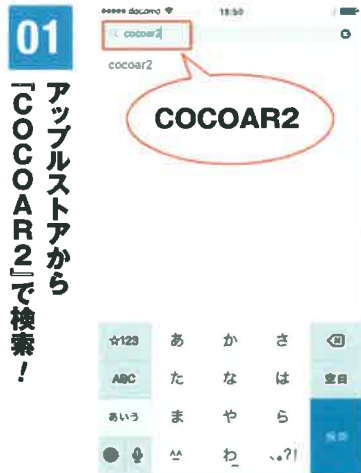 01
アップルストアから
『COCOAR2』で検索!
docomo 18:50
cocoar2
cocoar2
COCOAR2
☆123 あ か さ
ABC た な は 空白
あいう ま や ら
^^ わ 、。?!